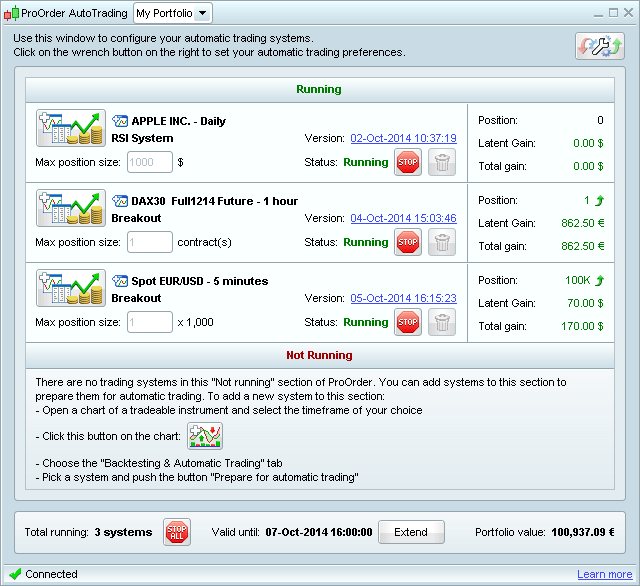 ProOrder AutoTrading My Portfolio
Use this window to configure your automatic trading systems.
Click on the wrench button on the right to set your automatic trading preferences.
Running
APPLE INC. - Daily
RSI System
Version: 02-Oct-2014 10:37:19
Max position size: 1000 $
Status: Running STOP
Position: 0
Latent Gain: 0.00 $
Total gain: 0.00 $
DAX30 Full1214 Future - 1 hour
Breakout
Version: 04-Oct-2014 15:03:46
Max position size: 1 contract(s)
Status: Running STOP
Position: 1
Latent Gain: 862.50 €
Total gain: 862.50 €
Spot EUR/USD - 5 minutes
Breakout
Version: 05-Oct-2014 16:15:23
Max position size: 1 x 1,000
Status: Running STOP
Position: 100K
Latent Gain: 70.00 $
Total gain: 170.00 $
Not Running
There are no trading systems in this "Not running" section of ProOrder. You can add systems to this section to
prepare them for automatic trading. To add a new system to this section:
- Open a chart of a tradeable instrument and select the timeframe of your choice
- Click this button on the chart:
- Choose the "Backtesting & Automatic Trading" tab
- Pick a system and push the button "Prepare for automatic trading"
Total running: 3 systems STOP ALL Valid until: 07-Oct-2014 16:00:00 Extend Portfolio value: 100,937.09 €
Connected Learn more